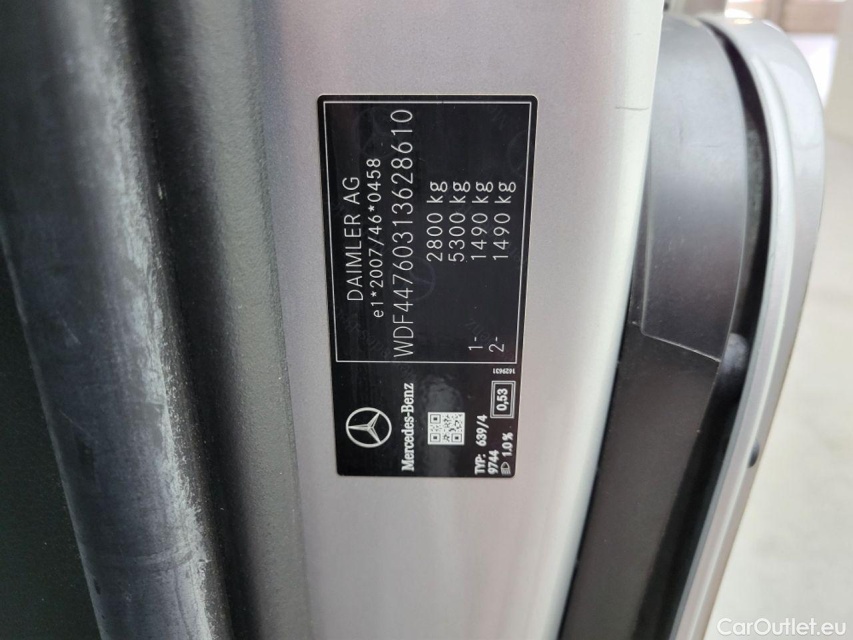 DAIMLER AG
e1*2007/46*0458
WDF44760313628610
2800 kg
5300 kg
1- 1490 kg
2- 1490 kg
Mercedes-Benz
TYP: 639/4
9744
1.0 %
0,53
1629631
CarOutlet.eu